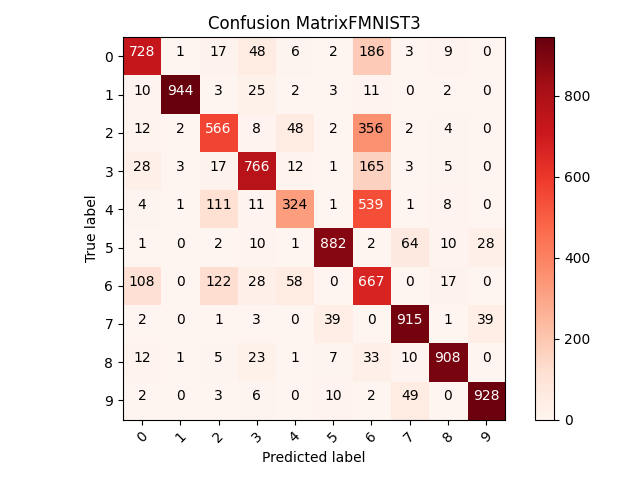 Confusion MatrixFMNIST3
0 728 1 17 48 6 2 186 3 9 0
1 10 944 3 25 2 3 11 0 2 0
2 12 2 566 8 48 2 356 2 4 0
3 28 3 17 766 12 1 165 3 5 0
4 4 1 111 11 324 1 539 1 8 0
5 1 0 2 10 1 882 2 64 10 28
6 108 0 122 28 58 0 667 0 17 0
7 2 0 1 3 0 39 0 915 1 39
8 12 1 5 23 1 7 33 10 908 0
9 2 0 3 6 0 10 2 49 0 928
0 1 2 3 4 5 6 7 8 9
Predicted label
True label
800
600
400
200
0